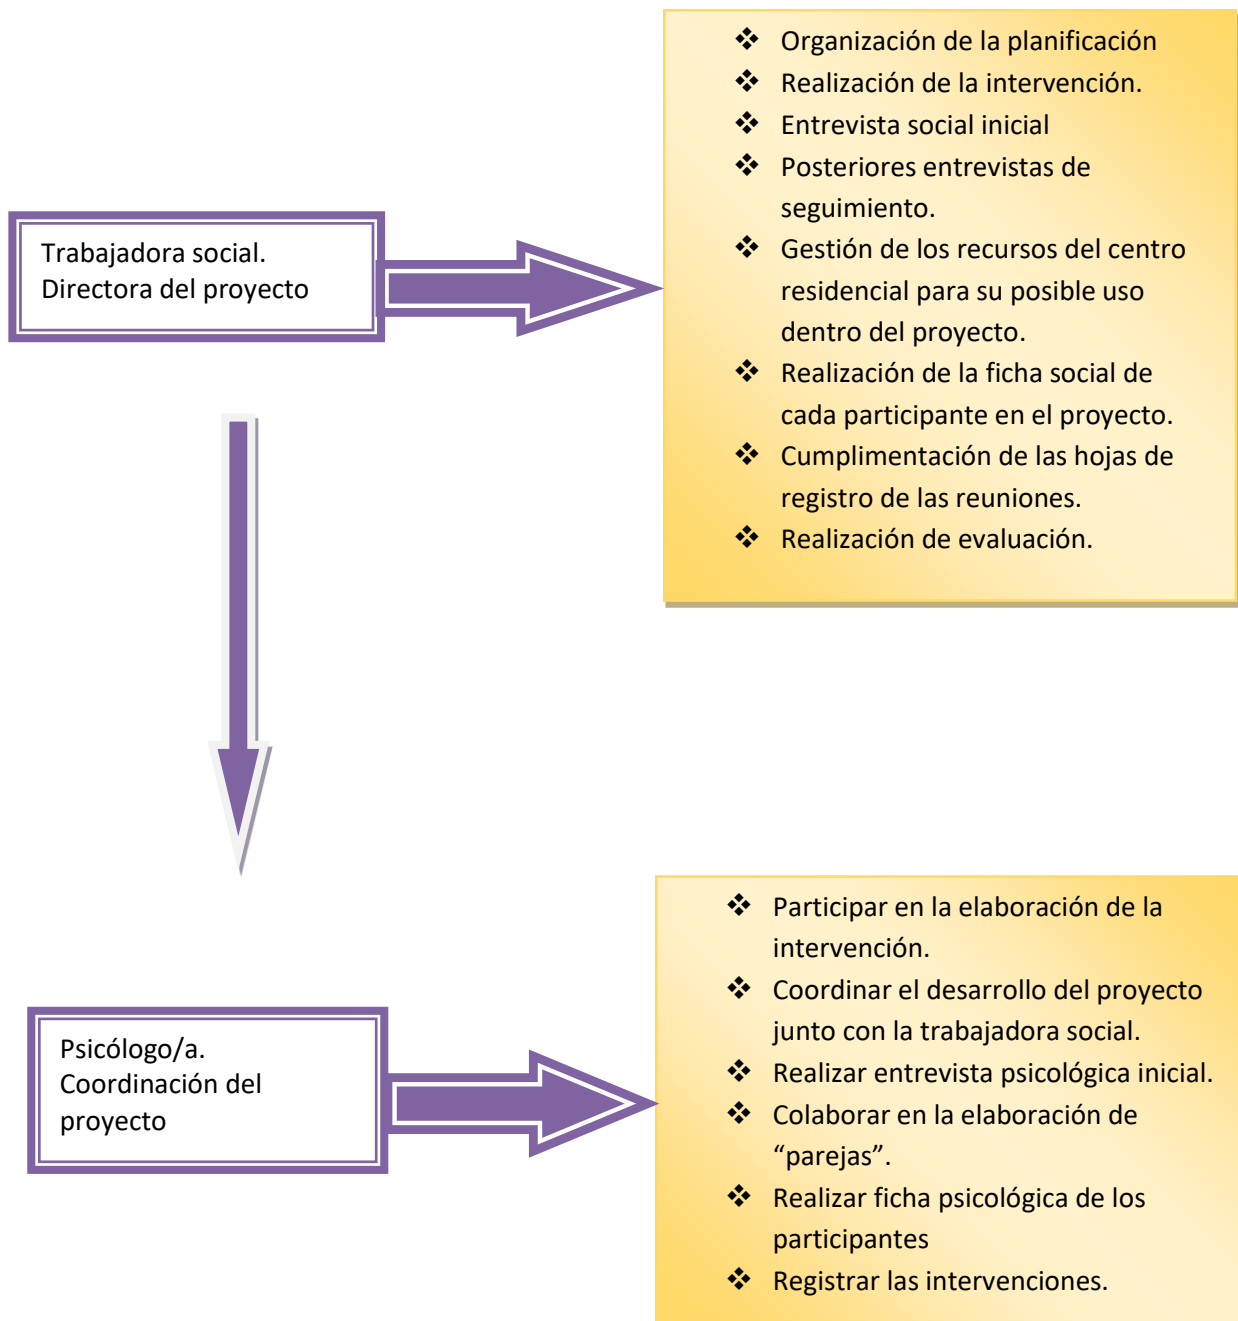 Trabajadora social.
Directora del proyecto
❖ Organización de la planificación
❖ Realización de la intervención.
❖ Entrevista social inicial
❖ Posteriores entrevistas de
seguimiento.
❖ Gestión de los recursos del centro
residencial para su posible uso
dentro del proyecto.
❖ Realización de la ficha social de
cada participante en el proyecto.
❖ Cumplimentación de las hojas de
registro de las reuniones.
❖ Realización de evaluación.
Psicólogo/a.
Coordinación del
proyecto
❖ Participar en la elaboración de la
intervención.
❖ Coordinar el desarrollo del proyecto
junto con la trabajadora social.
❖ Realizar entrevista psicológica inicial.
❖ Colaborar en la elaboración de
“parejas”.
❖ Realizar ficha psicológica de los
participantes
❖ Registrar las intervenciones.